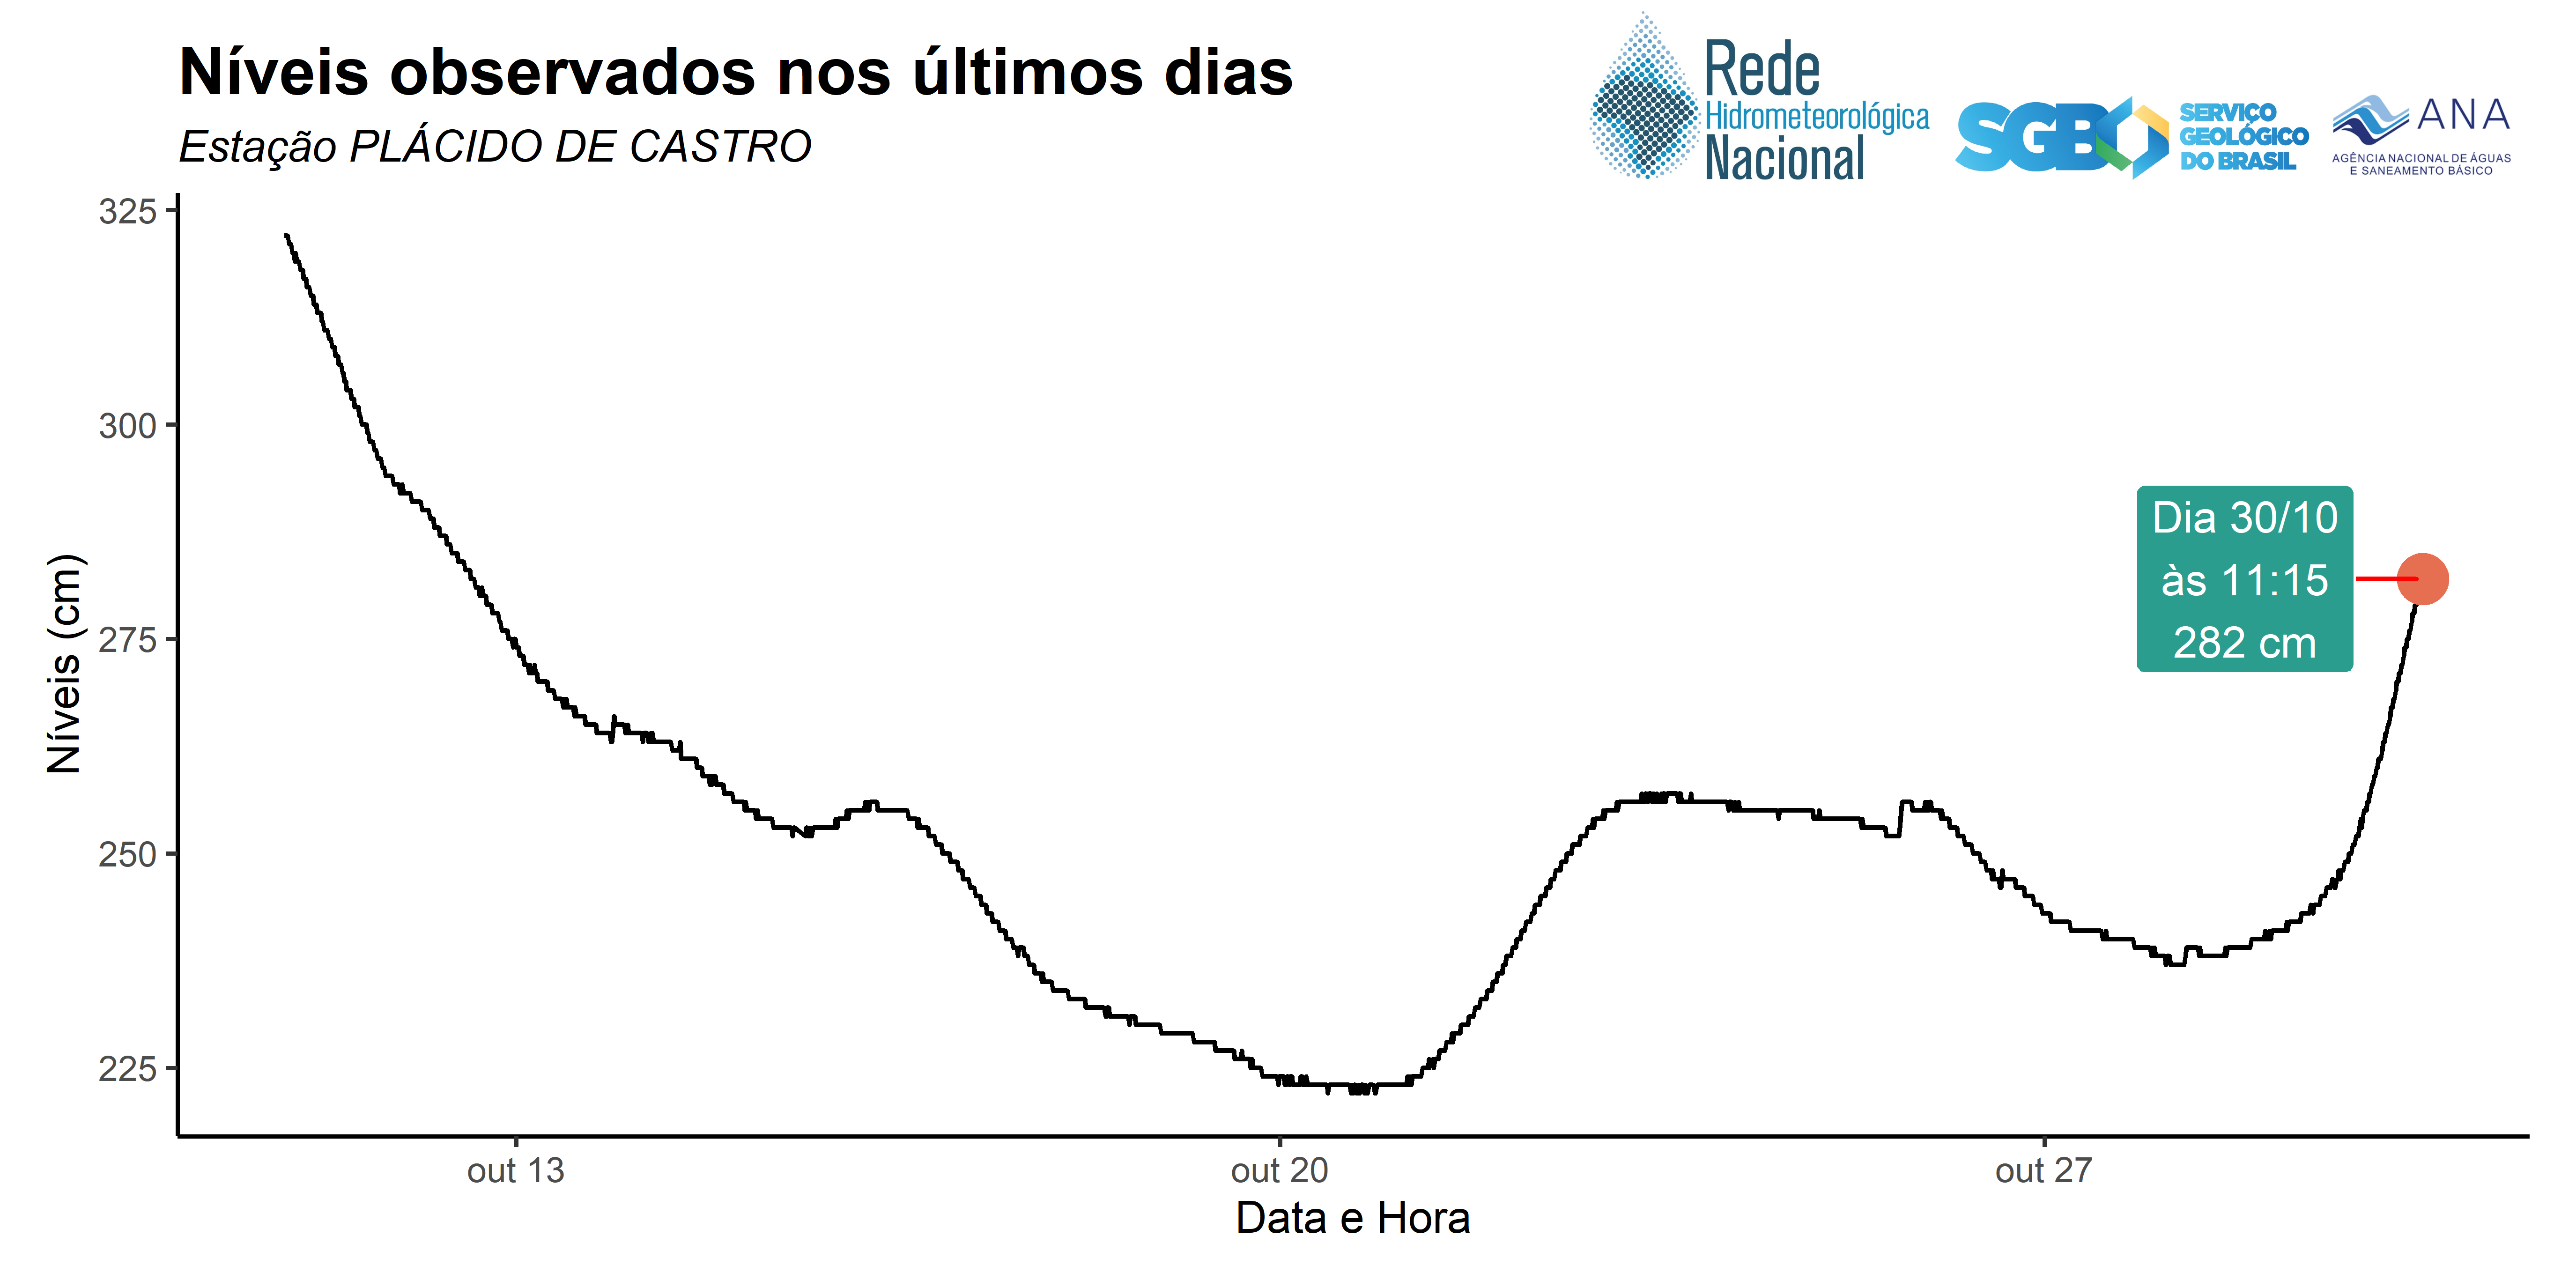 Níveis observados nos últimos dias
Estação PLÁCIDO DE CASTRO
Rede
Hidrometeorológica
Nacional
SGB
SERVIÇO
GEOLÓGICO
DO BRASIL
ANA
AGÊNCIA NACIONAL DE ÁGUAS
E SANEAMENTO BÁSICO
Níveis (cm)
325
300
275
250
225
Dia 30/10
às 11:15
282 cm
out 13
out 20
out 27
Data e Hora